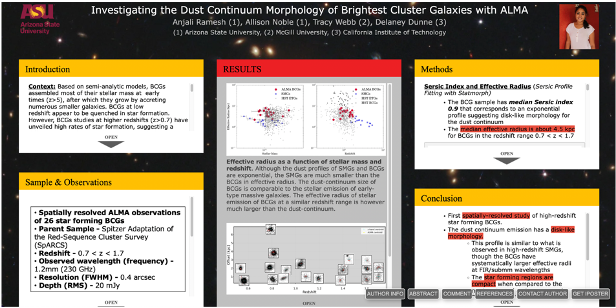 Investigating the Dust Continuum Morphology of Brightest Cluster Galaxies with ALMA
Anjali Ramesh (1), Allison Noble (1), Tracy Webb (2), Delaney Dunne (3)
(1) Arizona State University, (2) McGill University, (3) California Institute of Technology
ASU
Arizona State
University
Introduction
Context: Based on semi-analytic models, BCGs
assembled most of their stellar mass at early
times (z>5), after which they grow by accreting
numerous smaller galaxies. BCGs at low
redshift appear to be quenched in star formation.
However, studies at higher redshifts (z>0.7) have
unveiled high rates of star formation, suggesting a
OPEN
Sample & Observations
• Spatially resolved ALMA observations
of 26 star forming BCGs
• Parent Sample - Spitzer Adaptation of
the Red-Sequence Cluster Survey
(SpARCS)
• Redshift - 0.7 < z < 1.7
• Observed wavelength (frequency) -
1.2mm (230 GHz)
• Resolution (FWHM) - 0.4 arcsec
• Depth (RMS) - 20 mJy
OPEN
RESULTS
ALMA BCGs
SMGs
HST BCGs
ALMA BCGs
SMGs
HST BCGs
Effective radius as a function of stellar mass and
redshift. Although the dust profiles of SMGs and BCGs
are exponential, the SMGs are much smaller than the
BCGs in effective radius. The dust-continuum size of
BCGs is comparable to the stellar emission of early-
type massive galaxies. The effective radius of stellar
emission of BCGs at a similar redshift range is however
much larger than the dust-continuum.
OPEN
Methods
Sersic Index and Effective Radius (Sersic Profile
Fitting with Statmorph)
• The BCG sample has median Sersic index
0.9 that corresponds to an exponential
profile suggesting disk-like morphology for
the dust continuum
• The median effective radius is about 4.5 kpc
for BCGs in the redshift range 0.7 < z < 1.7
OPEN
Conclusion
• First spatially-resolved study of high-redshift
star forming BCGs.
• The dust continuum emission has a disk-like
morphology.
• This profile is similar to what is
observed in high-redshift SMGs,
though the BCGs have
systematically larger effective radii at
FIR/submm wavelengths
• The star forming regions are
compact when compared to the
AUTHOR INFO
ABSTRACT
COMMENT
REFERENCES
CONTACT AUTHOR
GET IPOSTER